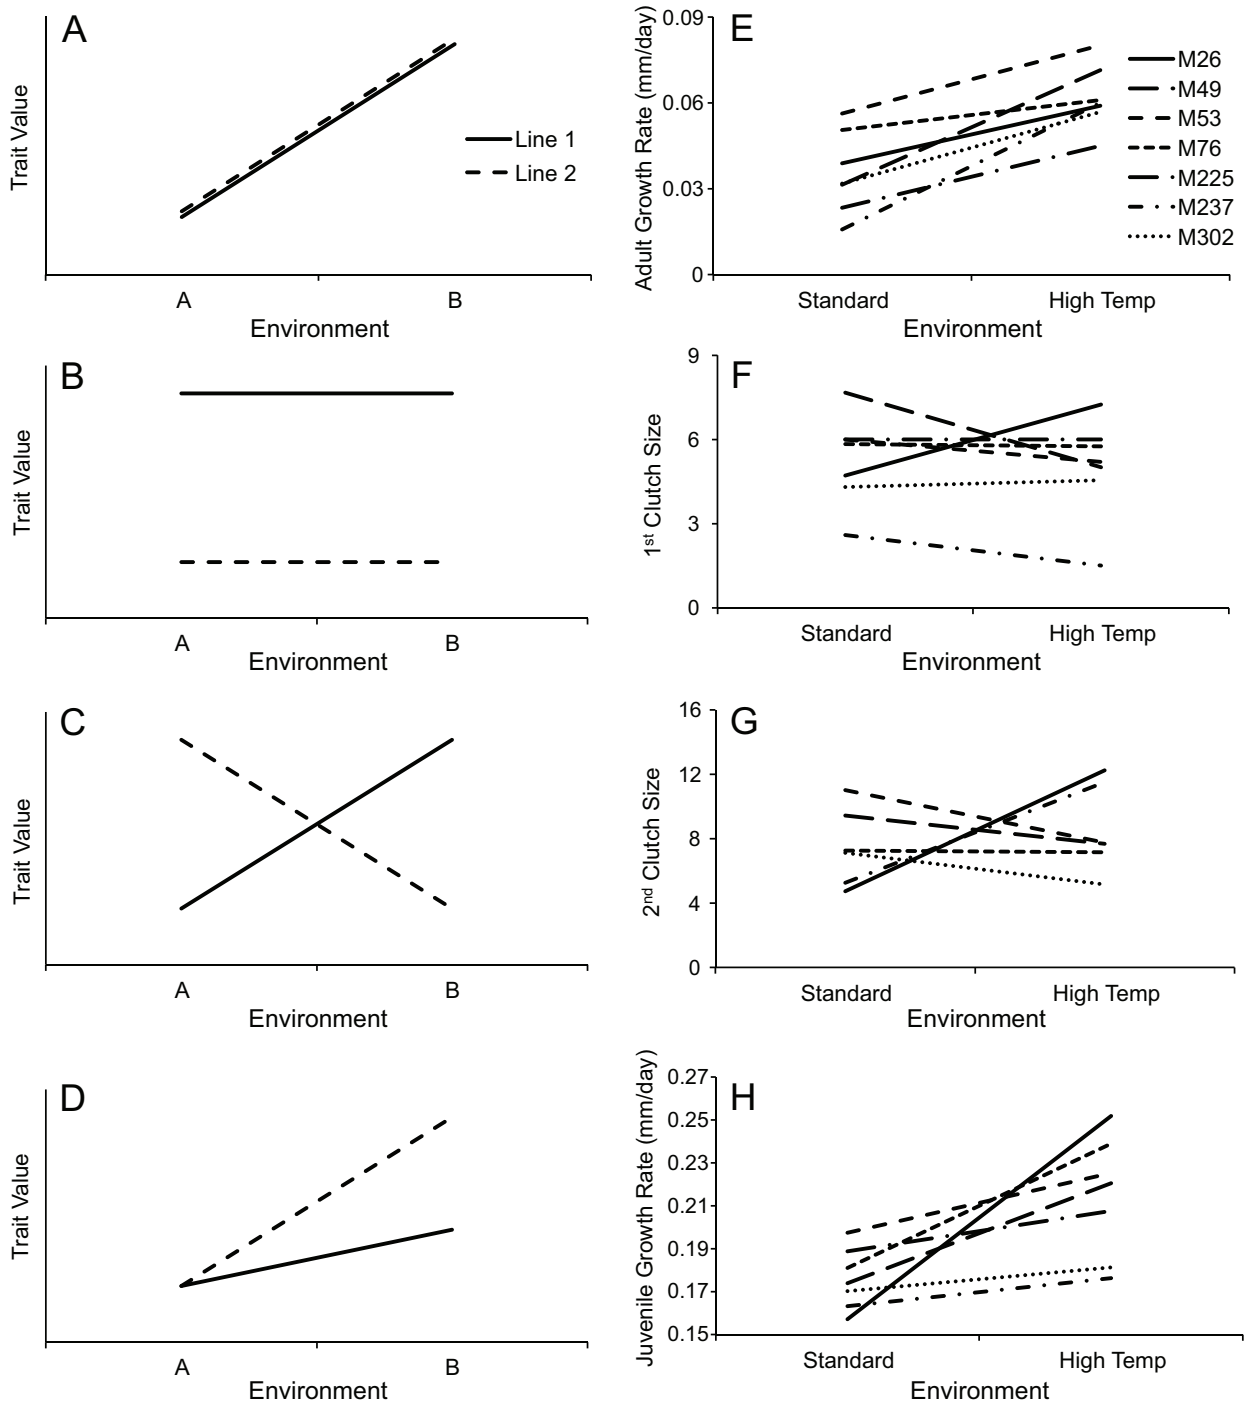 A
Trait Value
Line 1
Line 2
A
B
Environment
B
Trait Value
A
B
Environment
C
Trait Value
A
B
Environment
D
Trait Value
A
B
Environment
E
Adult Growth Rate (mm/day)
0.09
0.06
0.03
0
M26
M49
M53
M76
M225
M237
M302
Standard
High Temp
Environment
F
1st Clutch Size
9
6
3
0
Standard
High Temp
Environment
G
2nd Clutch Size
16
12
8
4
0
Standard
High Temp
Environment
H
Juvenile Growth Rate (mm/day)
0.27
0.25
0.23
0.21
0.19
0.17
0.15
Standard
High Temp
Environment